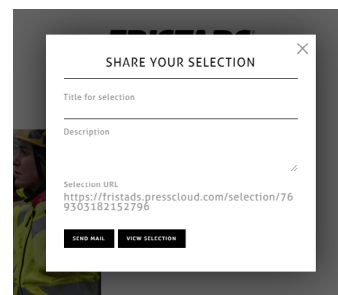 FRISTADS
SHARE YOUR SELECTION
Title for selection
Description
Selection URL
https://fristads.presscloud.com/selection/76
9303182152796
SEND MAIL VIEW SELECTION